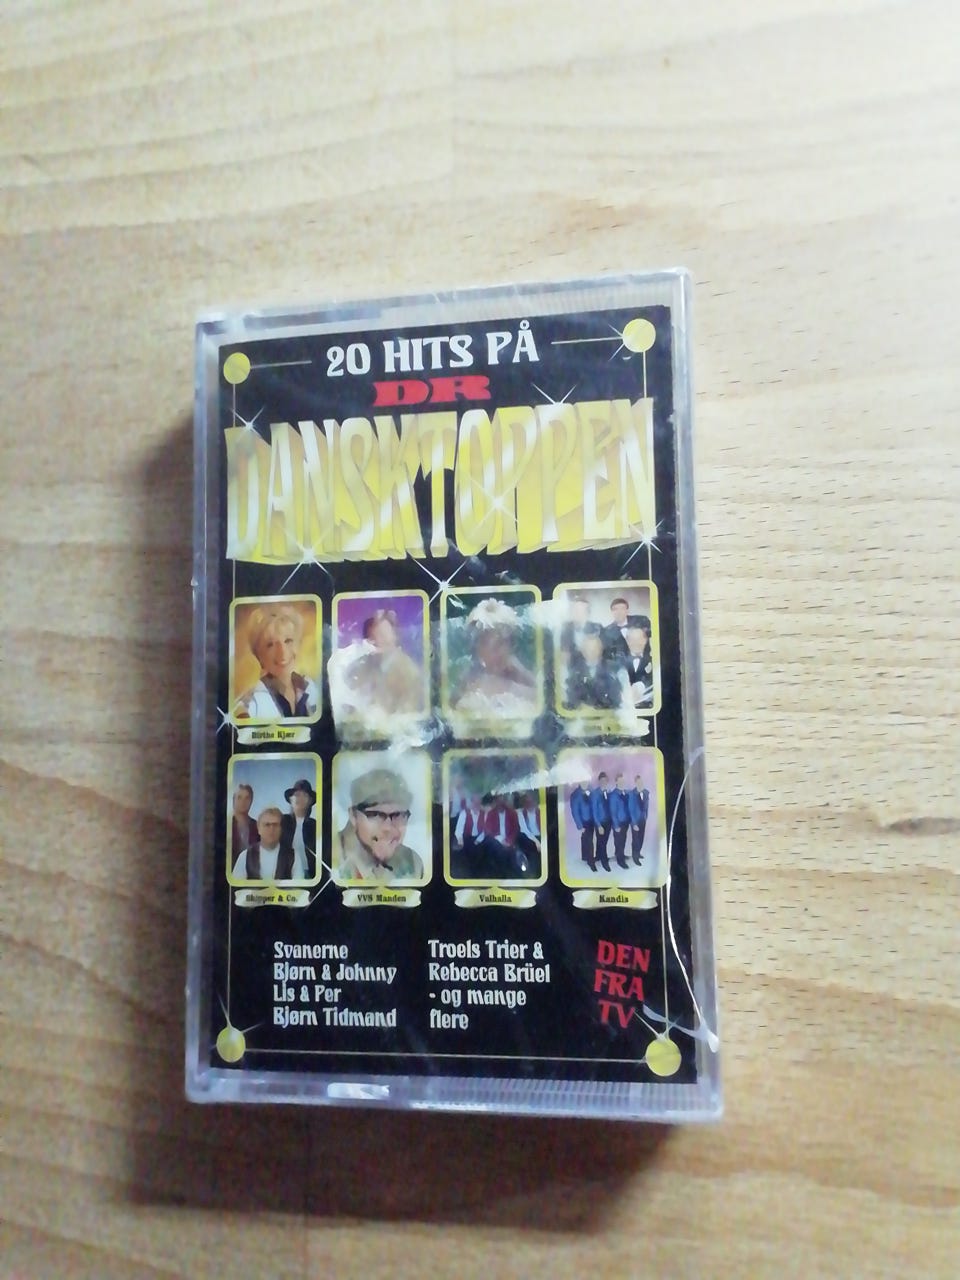 20 HITS PÅ
DR
DANSKTOPPEN
Birthe Kjær
Skipper & Co.
VVS Manden
Valhalla
Kandis
Svanerne
Bjørn & Johnny
Lis & Per
Bjørn Tidmand
Troels Trier &
Rebecca Brüel
- og mange
flere
DEN
FRA
TV